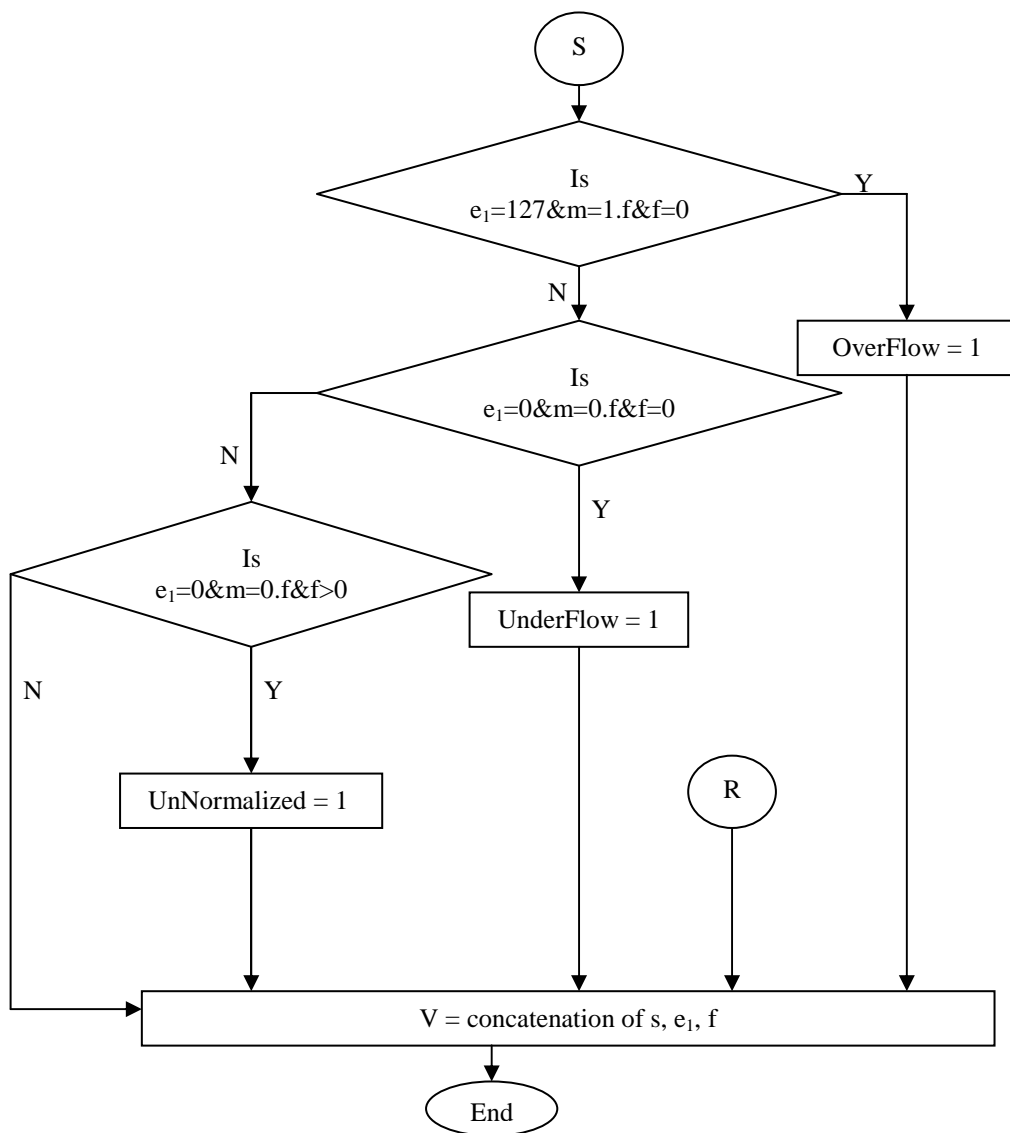 S
Is
e₁=127&m=1.f&f=0
Y
N
OverFlow = 1
Is
e₁=0&m=0.f&f=0
N
Y
Is
e₁=0&m=0.f&f>0
UnderFlow = 1
N
Y
R
UnNormalized = 1
V = concatenation of s, e₁, f
End